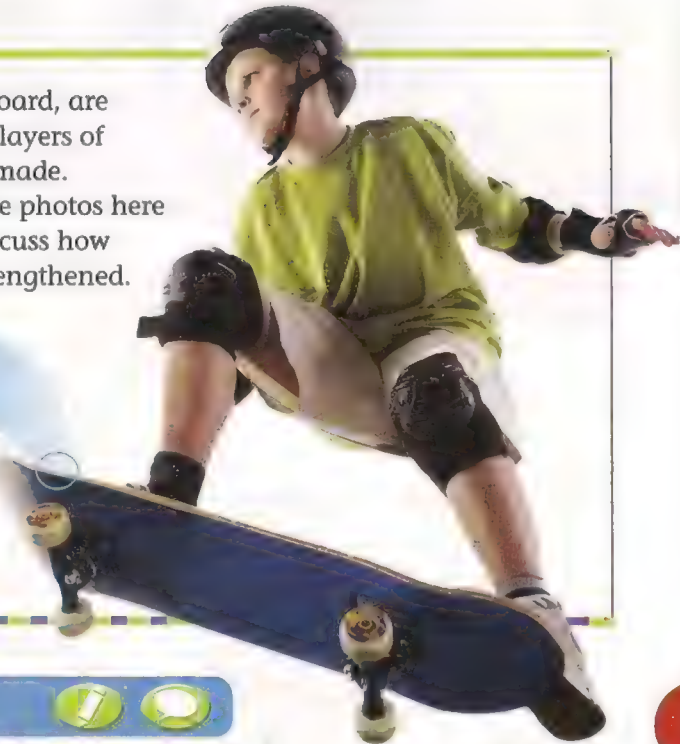 oard, are
layers of
made.
e photos here
cuss how
engthened.